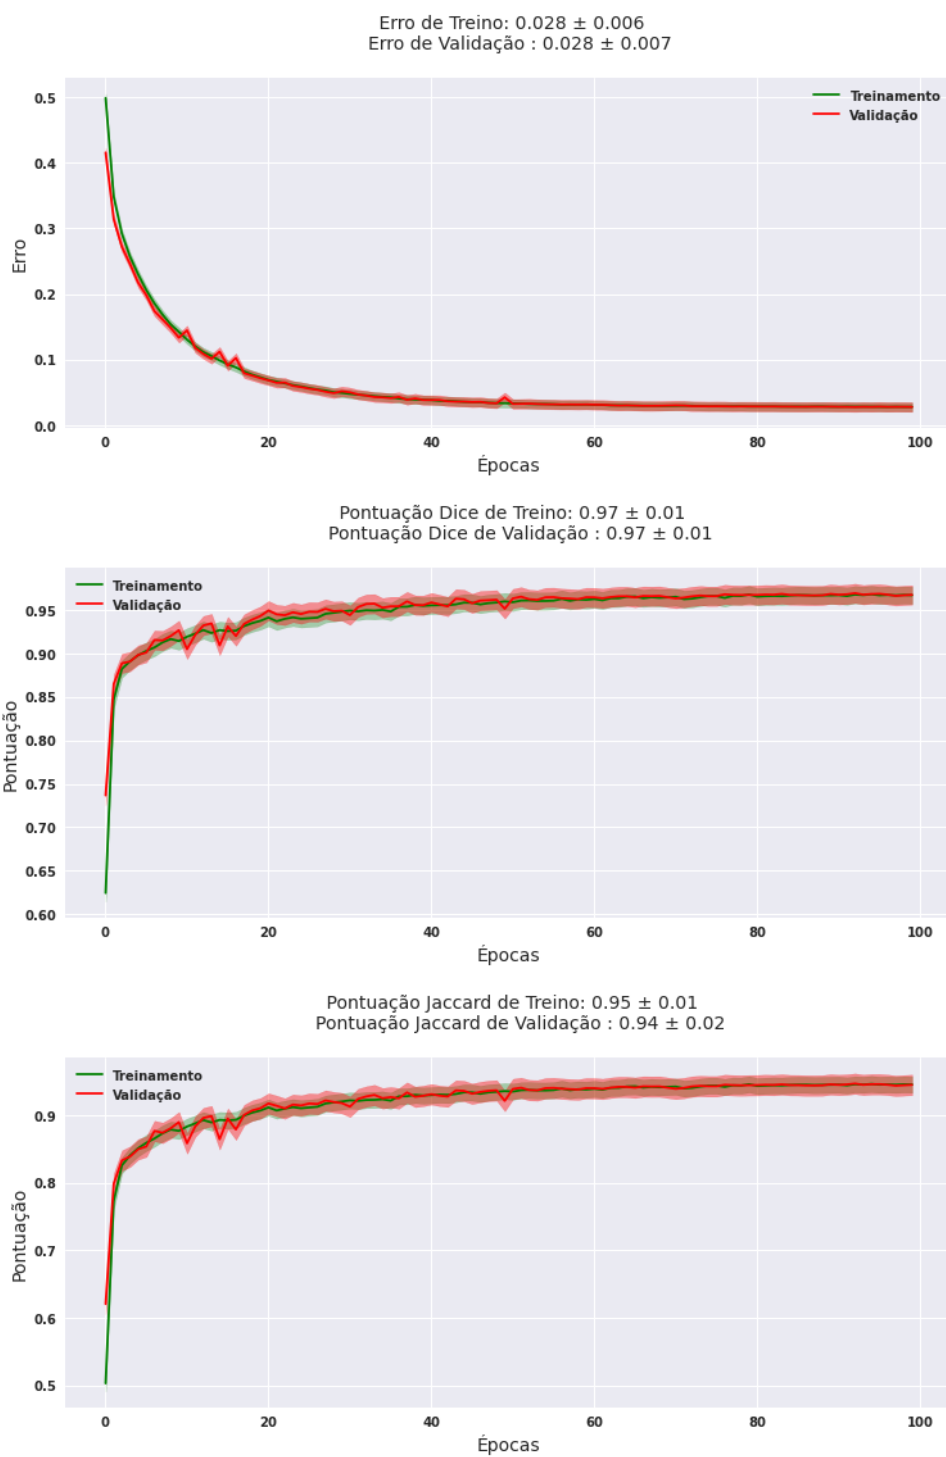 Erro de Treino: 0.028 ± 0.006
Erro de Validação : 0.028 ± 0.007
Treinamento
Validação
0.5
0.4
0.3
0.2
0.1
0.0
Erro
0 20 40 60 80 100
Épocas
Pontuação Dice de Treino: 0.97 ± 0.01
Pontuação Dice de Validação : 0.97 ± 0.01
Treinamento
Validação
0.95
0.90
0.85
0.80
0.75
0.70
0.65
0.60
Pontuação
0 20 40 60 80 100
Épocas
Pontuação Jaccard de Treino: 0.95 ± 0.01
Pontuação Jaccard de Validação : 0.94 ± 0.02
Treinamento
Validação
0.9
0.8
0.7
0.6
0.5
Pontuação
0 20 40 60 80 100
Épocas